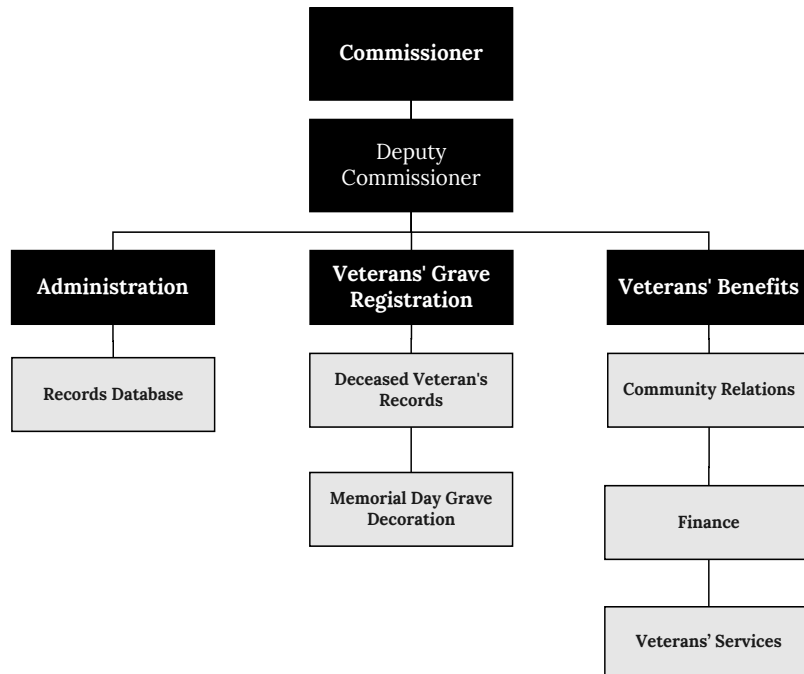 Commissioner
Deputy
Commissioner
Administration
Veterans' Grave
Registration
Veterans' Benefits
Records Database
Deceased Veteran's
Records
Community Relations
Memorial Day Grave
Decoration
Finance
Veterans’ Services